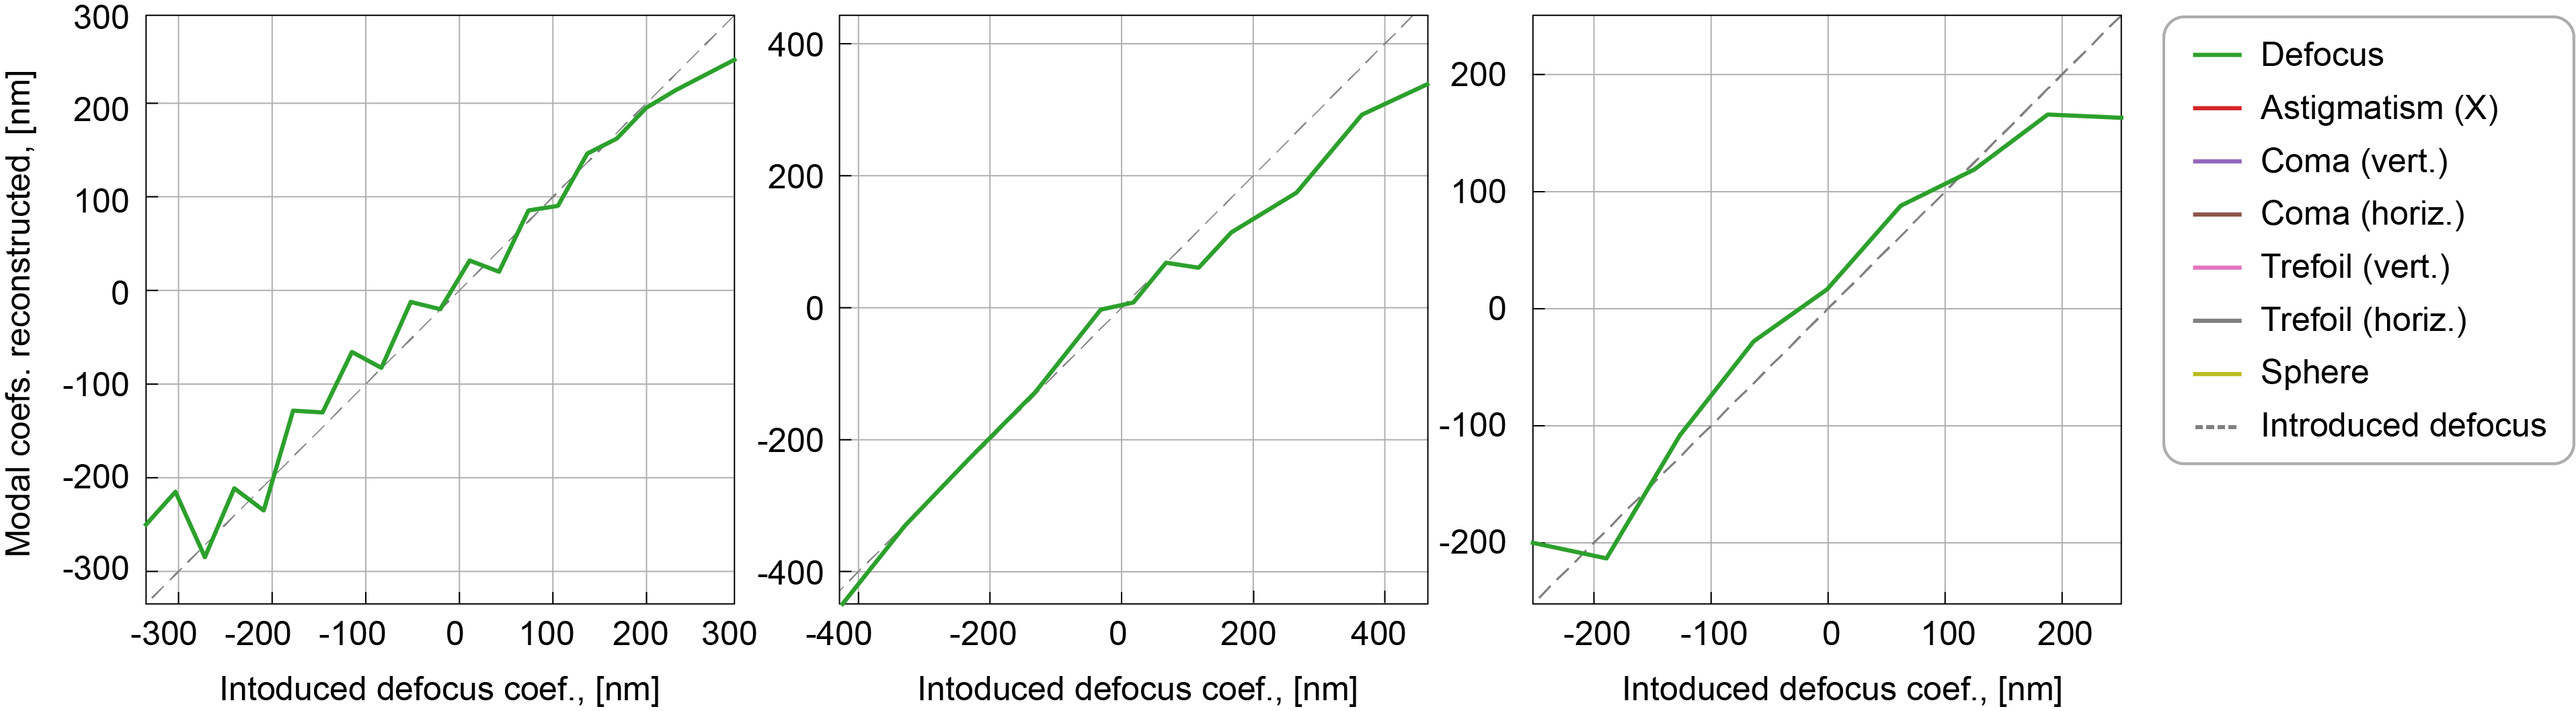 Modal coefs. reconstructed, [nm]
300
200
100
0
-100
-200
-300
-300 -200 -100 0 100 200 300
Intoduced defocus coef., [nm]
400
200
0
-200
-400
-400 -200 0 200 400
Intoduced defocus coef., [nm]
200
100
0
-100
-200
-200 -100 0 100 200
Intoduced defocus coef., [nm]
Defocus
Astigmatism (X)
Coma (vert.)
Coma (horiz.)
Trefoil (vert.)
Trefoil (horiz.)
Sphere
Introduced defocus